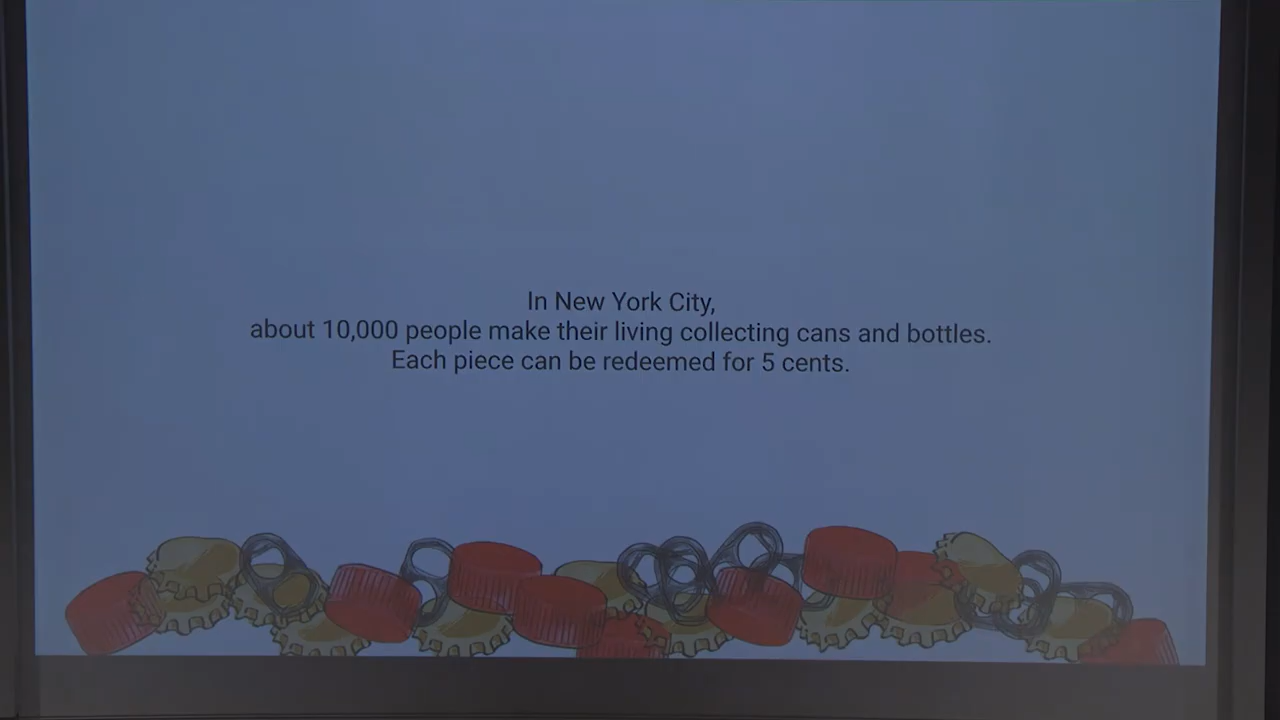 In New York City,
about 10,000 people make their living collecting cans and bottles.
Each piece can be redeemed for 5 cents.